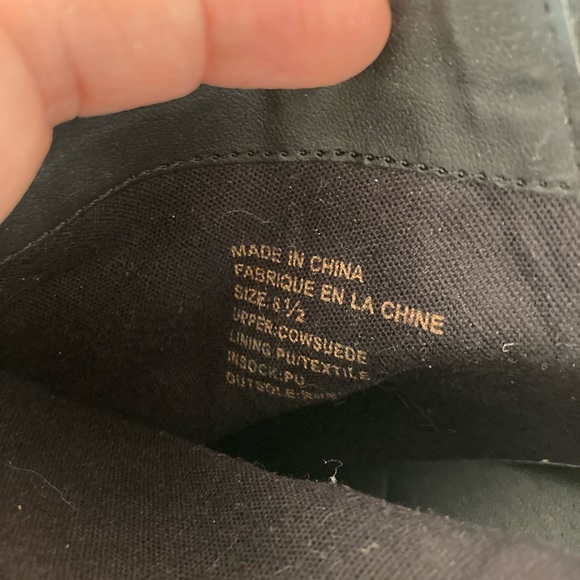 MADE IN CHINA
FABRIQUE EN LA CHINE
SIZE 1/2
UPPER:COWSUEDE
LINING:PU/TEXTILE
INSOCK:PU
OUTSOLE: